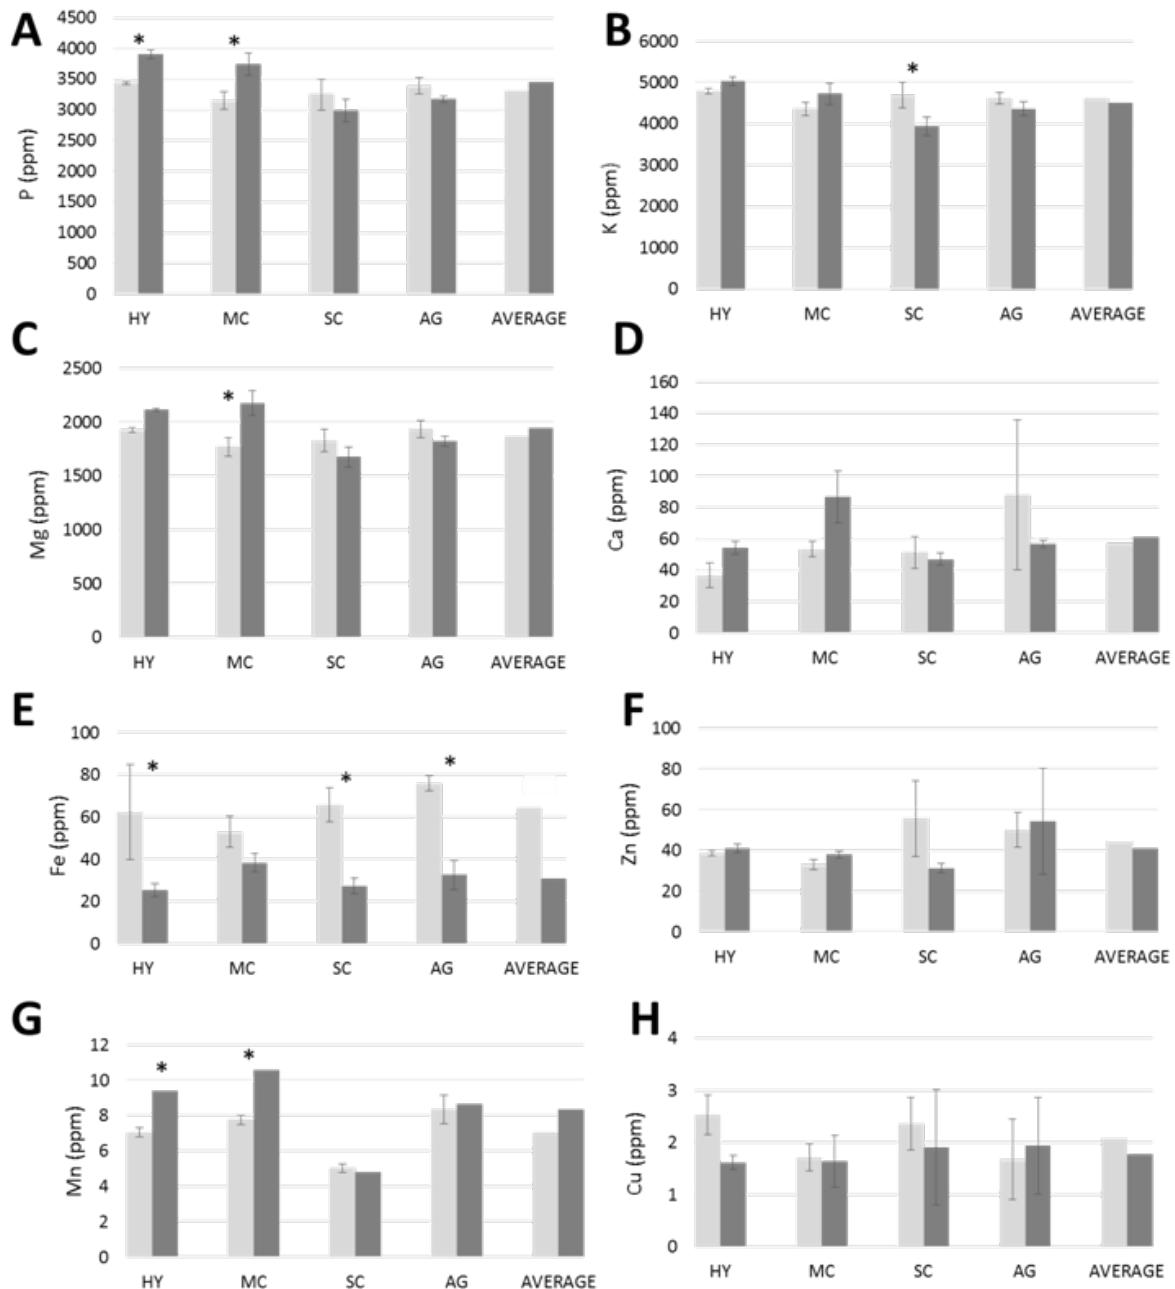 A
P (ppm)
4500
4000
3500
3000
2500
2000
1500
1000
500
0
* *
HY MC SC AG AVERAGE
B
K (ppm)
6000
5000
4000
3000
2000
1000
0
*
HY MC SC AG AVERAGE
C
Mg (ppm)
2500
2000
1500
1000
500
0
*
HY MC SC AG AVERAGE
D
Ca (ppm)
160
140
120
100
80
60
40
20
0
HY MC SC AG AVERAGE
E
Fe (ppm)
100
80
60
40
20
0
* * *
HY MC SC AG AVERAGE
F
Zn (ppm)
100
80
60
40
20
0
HY MC SC AG AVERAGE
G
Mn (ppm)
12
10
8
6
4
2
0
* *
HY MC SC AG AVERAGE
H
Cu (ppm)
4
3
2
1
0
HY MC SC AG AVERAGE